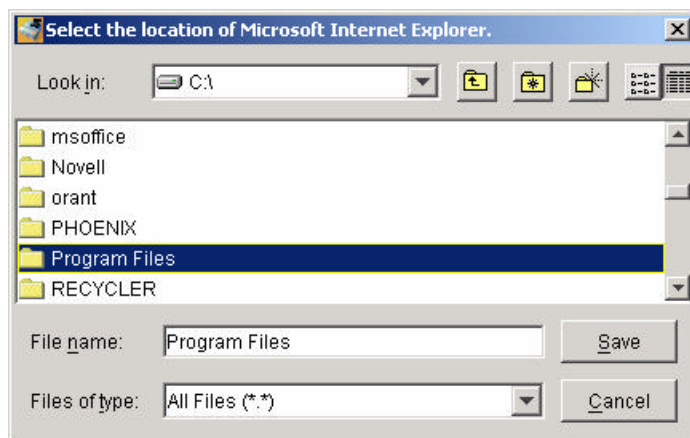 Select the location of Microsoft Internet Explorer.
Look in: C:\
msoffice
Novell
orant
PHOENIX
Program Files
RECYCLER
File name: Program Files Save
Files of type: All Files (*.*) Cancel